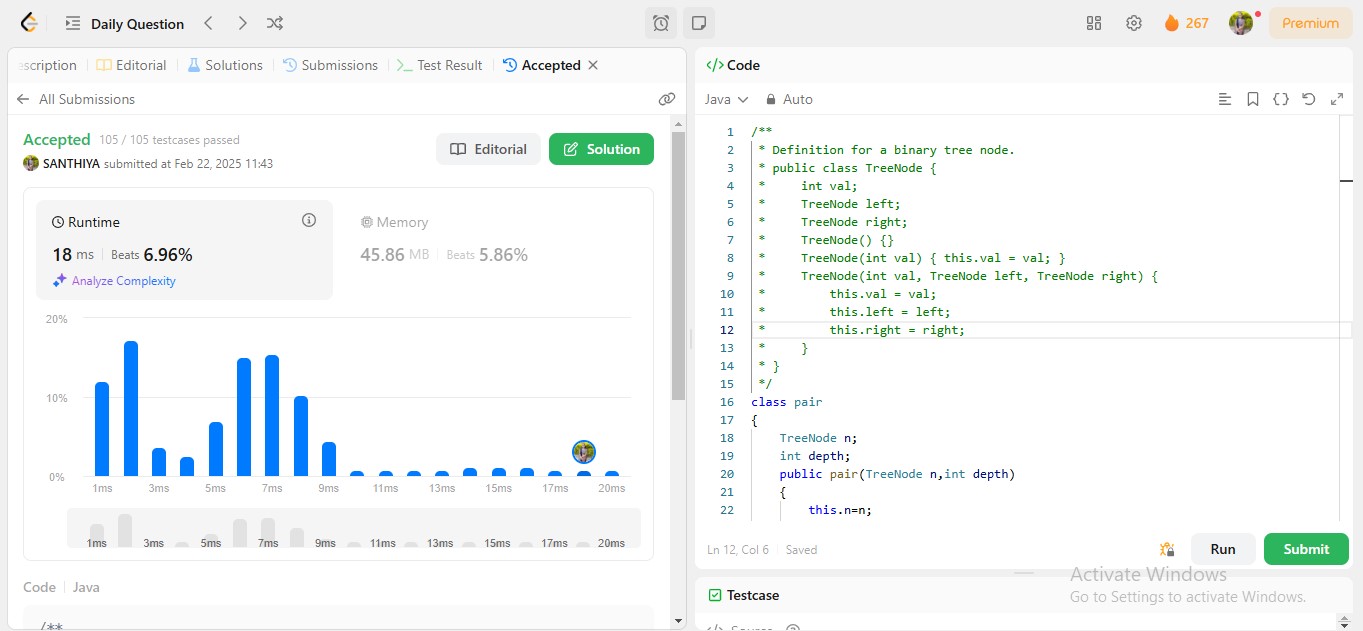 Daily Question
267
Premium
scription
Editorial
Solutions
Submissions
Test Result
Accepted
All Submissions
Accepted 105 / 105 testcases passed
SANTHIYA submitted at Feb 22, 2025 11:43
Editorial
Solution
Runtime
18 ms Beats 6.96%
Analyze Complexity
Memory
45.86 MB Beats 5.86%
20%
10%
0%
1ms 3ms 5ms 7ms 9ms 11ms 13ms 15ms 17ms 20ms
1ms 3ms 5ms 7ms 9ms 11ms 13ms 15ms 17ms 20ms
Code Java
/**
</> Code
Java Auto
1 /**
2 * Definition for a binary tree node.
3 * public class TreeNode {
4 *     int val;
5 *     TreeNode left;
6 *     TreeNode right;
7 *     TreeNode() {}
8 *     TreeNode(int val) { this.val = val; }
9 *     TreeNode(int val, TreeNode left, TreeNode right) {
10 *         this.val = val;
11 *         this.left = left;
12 *         this.right = right;
13 *     }
14 * }
15 */
16 class pair
17 {
18     TreeNode n;
19     int depth;
20     public pair(TreeNode n,int depth)
21     {
22         this.n=n;
Ln 12, Col 6 Saved
Run
Submit
Activate Windows
Go to Settings to activate Windows.
Testcase
</> Source